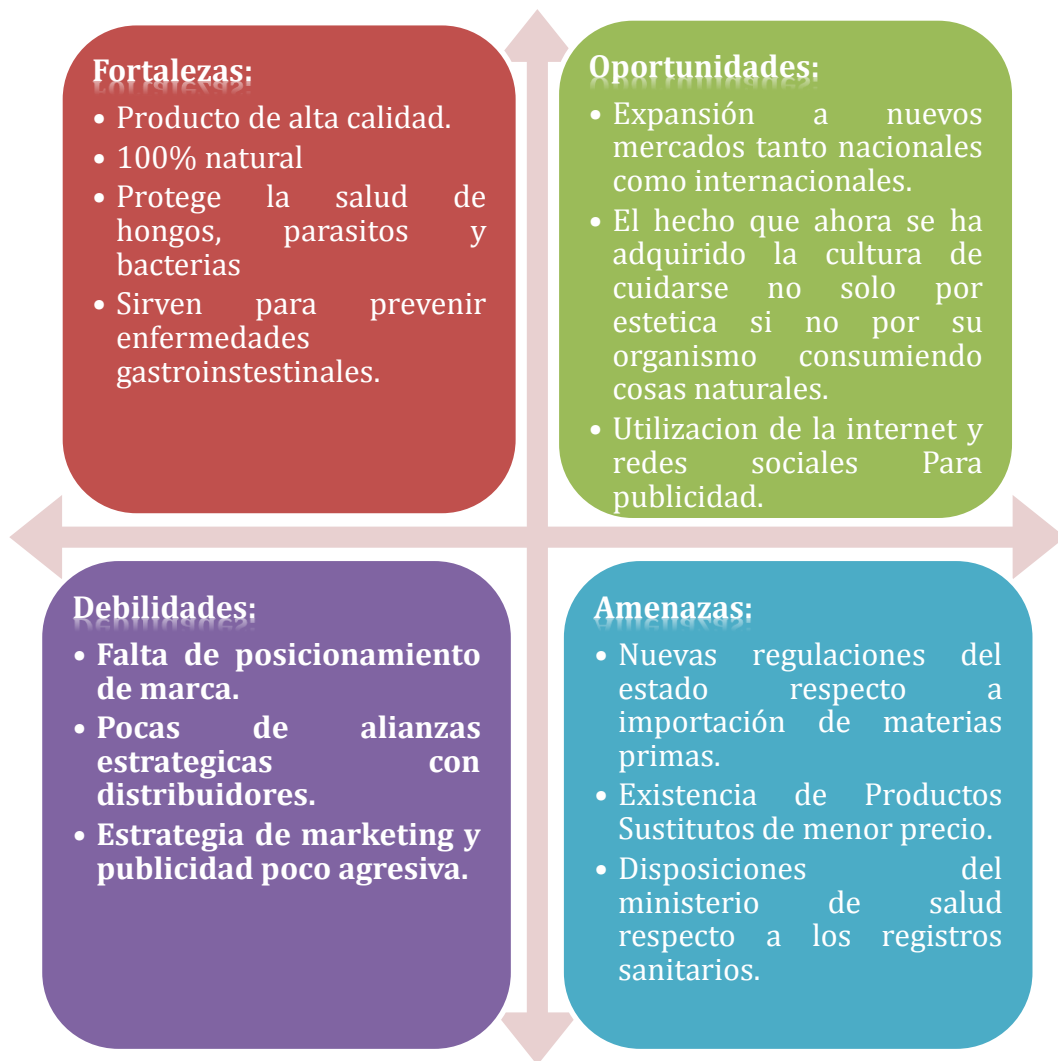 Fortalezas:
• Producto de alta calidad.
• 100% natural
• Protege la salud de
hongos, parasitos y
bacterias
• Sirven para prevenir
enfermedades
gastroinstestinales.
Oportunidades:
• Expansión a nuevos
mercados tanto nacionales
como internacionales.
• El hecho que ahora se ha
adquirido la cultura de
cuidarse no solo por
estetica si no por su
organismo consumiendo
cosas naturales.
• Utilizacion de la internet y
redes sociales Para
publicidad.
Debilidades:
• Falta de posicionamiento
de marca.
• Pocas de alianzas
estrategicas con
distribuidores.
• Estrategia de marketing y
publicidad poco agresiva.
Amenazas:
• Nuevas regulaciones del
estado respecto a
importación de materias
primas.
• Existencia de Productos
Sustitutos de menor precio.
• Disposiciones del
ministerio de salud
respecto a los registros
sanitarios.